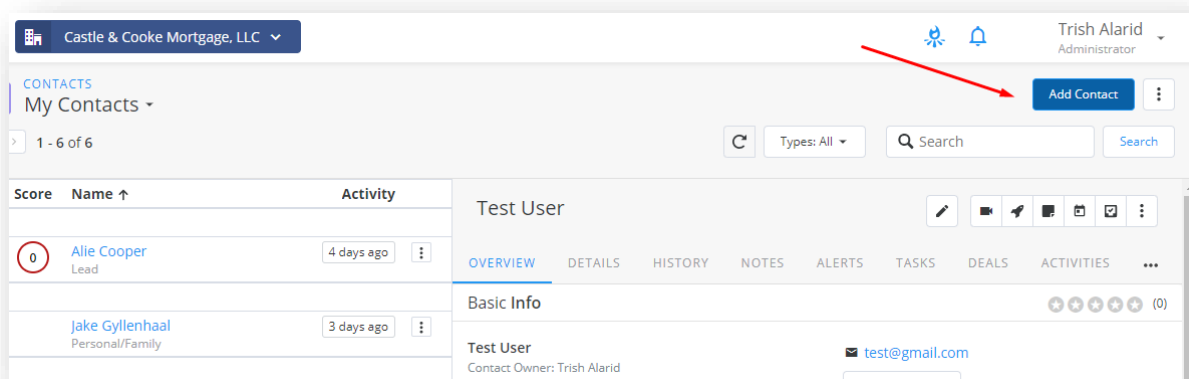 Castle & Cooke Mortgage, LLC
Trish Alarid
Administrator
CONTACTS
My Contacts
Add Contact
1 - 6 of 6
Types: All
Search
Search
Score Name Activity
Test User
0
Alie Cooper
Lead
4 days ago
OVERVIEW DETAILS HISTORY NOTES ALERTS TASKS DEALS ACTIVITIES
Basic Info
(0)
Jake Gyllenhaal
Personal/Family
3 days ago
Test User
Contact Owner: Trish Alarid
test@gmail.com